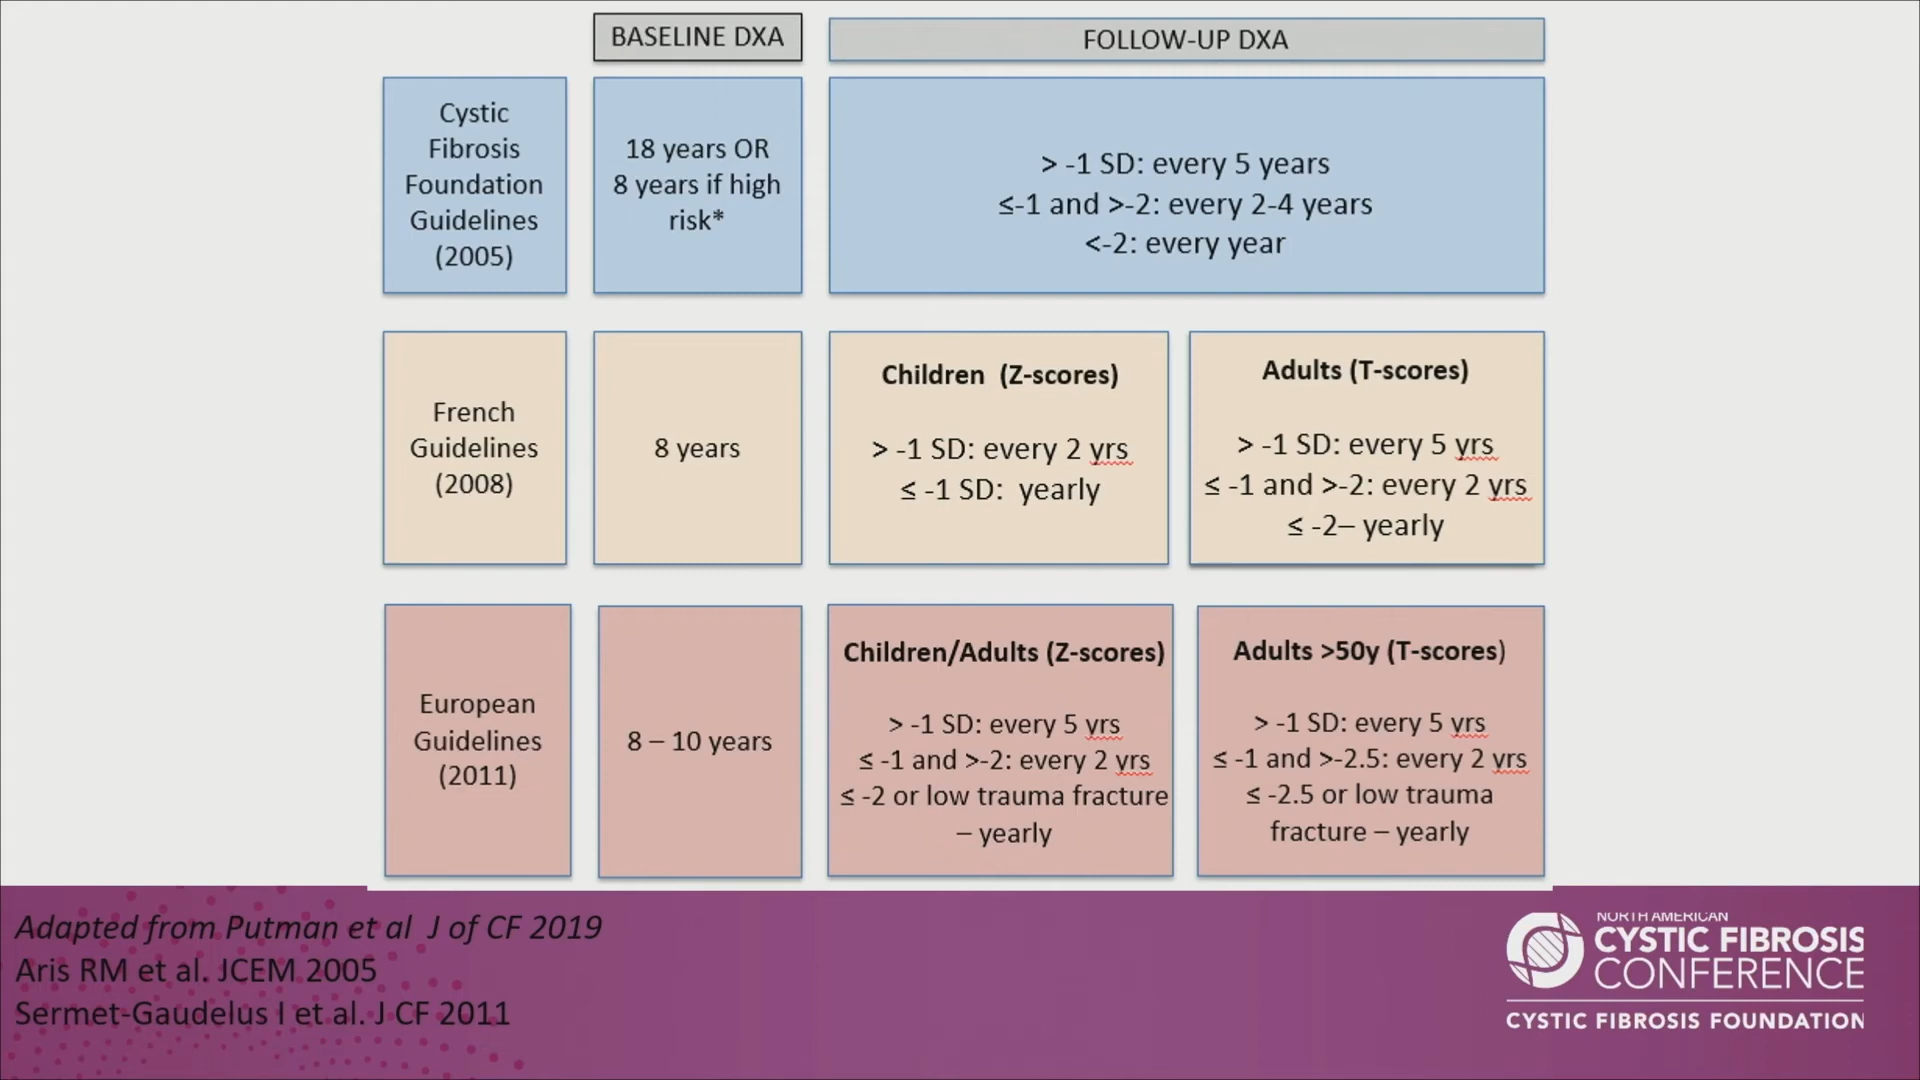 BASELINE DXA
FOLLOW-UP DXA
Cystic
Fibrosis
Foundation
Guidelines
(2005)
18 years OR
8 years if high
risk*
> -1 SD: every 5 years
≤-1 and >-2: every 2-4 years
<-2: every year
French
Guidelines
(2008)
8 years
Children (Z-scores)
> -1 SD: every 2 yrs
≤ -1 SD: yearly
Adults (T-scores)
> -1 SD: every 5 yrs
≤ -1 and >-2: every 2 yrs
≤ -2– yearly
European
Guidelines
(2011)
8 – 10 years
Children/Adults (Z-scores)
> -1 SD: every 5 yrs
≤ -1 and >-2: every 2 yrs
≤ -2 or low trauma fracture
– yearly
Adults >50y (T-scores)
> -1 SD: every 5 yrs
≤ -1 and >-2.5: every 2 yrs
≤ -2.5 or low trauma
fracture – yearly
Adapted from Putman et al J of CF 2019
Aris RM et al. JCEM 2005
Sermet-Gaudelus I et al. J CF 2011
NORTH AMERICAN
CYSTIC FIBROSIS
CONFERENCE
CYSTIC FIBROSIS FOUNDATION